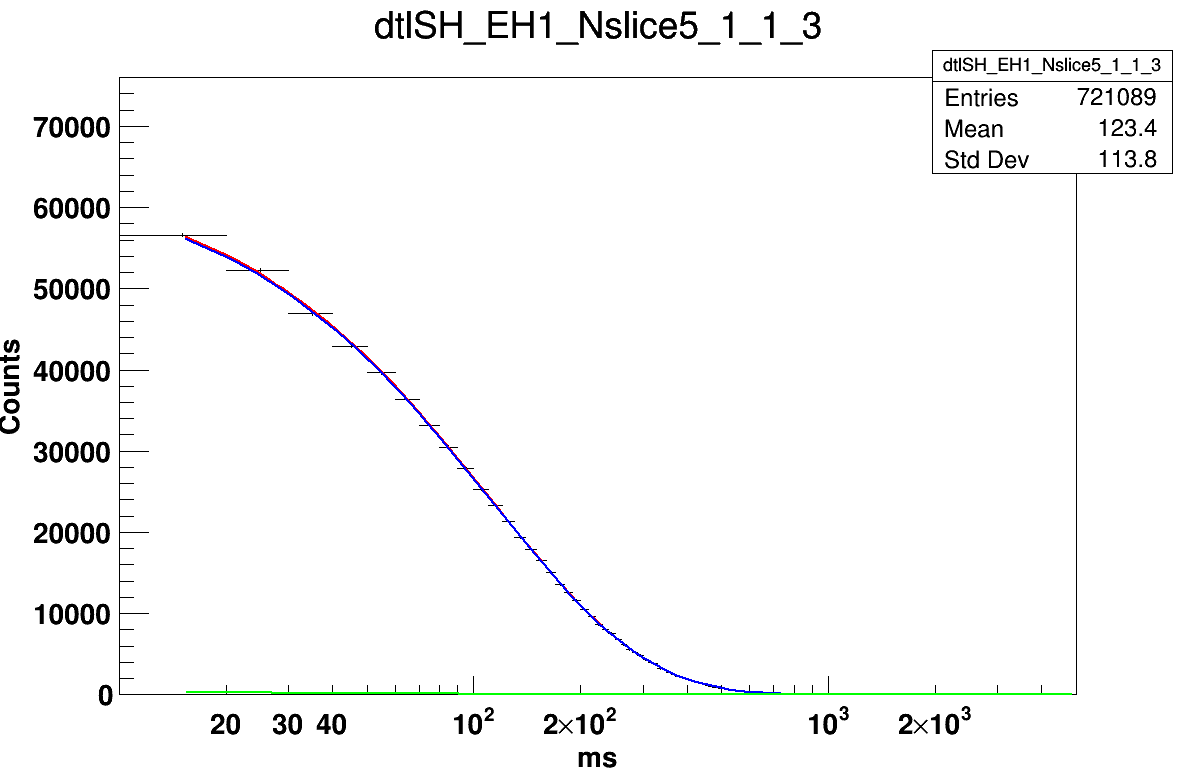 dtlSH_EH1_Nslice5_1_1_3
dtlSH_EH1_Nslice5_1_1_3
Entries 721089
Mean 123.4
Std Dev 113.8
70000
60000
50000
40000
30000
20000
10000
0
Counts
20 30 40 10² 2×10² 10³ 2×10³
ms